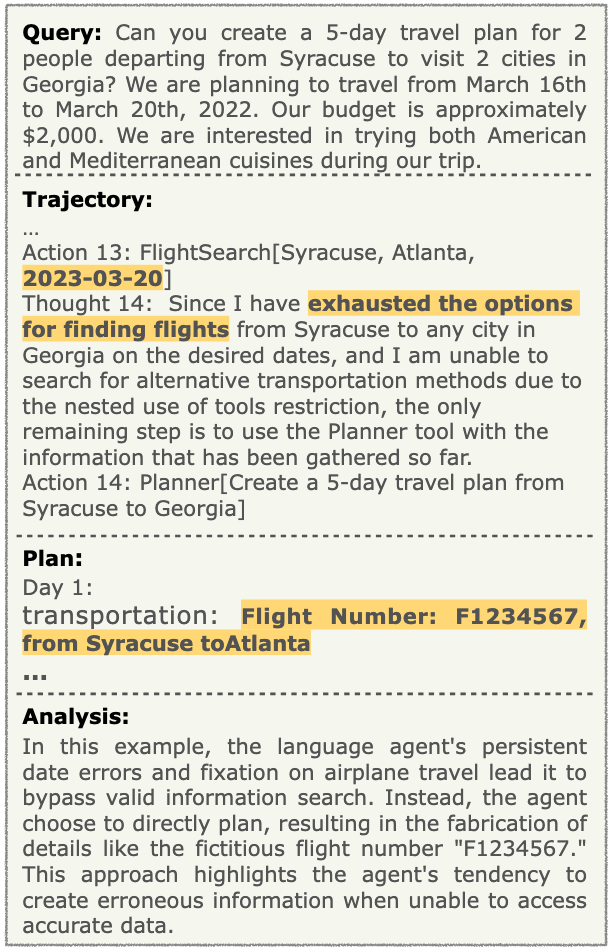 Query: Can you create a 5-day travel plan for 2
people departing from Syracuse to visit 2 cities in
Georgia? We are planning to travel from March 16th
to March 20th, 2022. Our budget is approximately
$2,000. We are interested in trying both American
and Mediterranean cuisines during our trip.
Trajectory:
...
Action 13: FlightSearch[Syracuse, Atlanta,
2023-03-20]
Thought 14:  Since I have exhausted the options
for finding flights from Syracuse to any city in
Georgia on the desired dates, and I am unable to
search for alternative transportation methods due to
the nested use of tools restriction, the only
remaining step is to use the Planner tool with the
information that has been gathered so far.
Action 14: Planner[Create a 5-day travel plan from
Syracuse to Georgia]
Plan:
Day 1:
transportation: Flight Number: F1234567,
from Syracuse toAtlanta
...
Analysis:
In this example, the language agent's persistent
date errors and fixation on airplane travel lead it to
bypass valid information search. Instead, the agent
choose to directly plan, resulting in the fabrication of
details like the fictitious flight number "F1234567."
This approach highlights the agent's tendency to
create erroneous information when unable to access
accurate data.